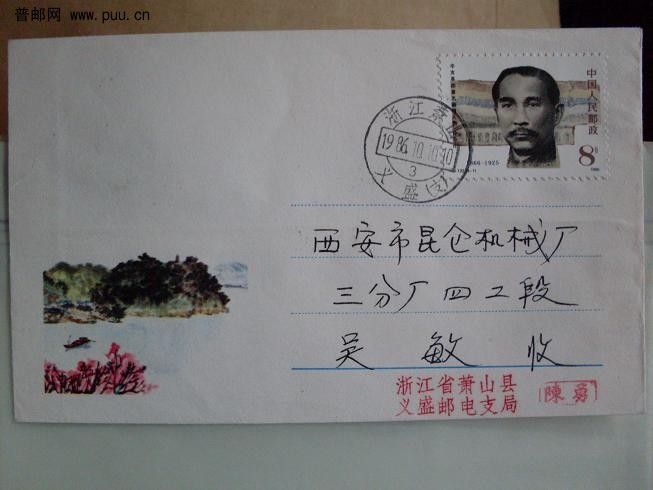 普邮网 www.puu.cn
中国人民邮政
8分
1866-1925
1986
浙江萧山
1986.10.10.10
3
义盛(支)
西安市昆仑机械厂
三分厂四工段
吴敏收
浙江省萧山县
义盛邮电支局
陳勇